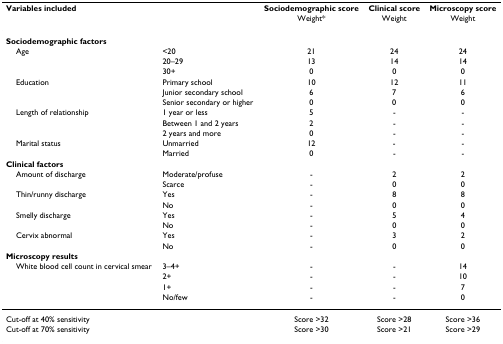 Variables included Sociodemographic score Clinical score Microscopy score
Weight* Weight Weight
Sociodemographic factors
Age <20 21 24 24
20–29 13 14 14
30+ 0 0 0
Education Primary school 10 12 11
Junior secondary school 6 7 6
Senior secondary or higher 0 0 0
Length of relationship 1 year or less 5 - -
Between 1 and 2 years 2 - -
2 years and more 0 - -
Marital status Unmarried 12 - -
Married 0 - -
Clinical factors
Amount of discharge Moderate/profuse - 2 2
Scarce - 0 0
Thin/runny discharge Yes - 8 8
No - 0 0
Smelly discharge Yes - 5 4
No - 0 0
Cervix abnormal Yes - 3 2
No - 0 0
Microscopy results
White blood cell count in cervical smear 3–4+ - - 14
2+ - - 10
1+ - - 7
No/few - - 0
Cut-off at 40% sensitivity Score >32 Score >28 Score >36
Cut-off at 70% sensitivity Score >30 Score >21 Score >29